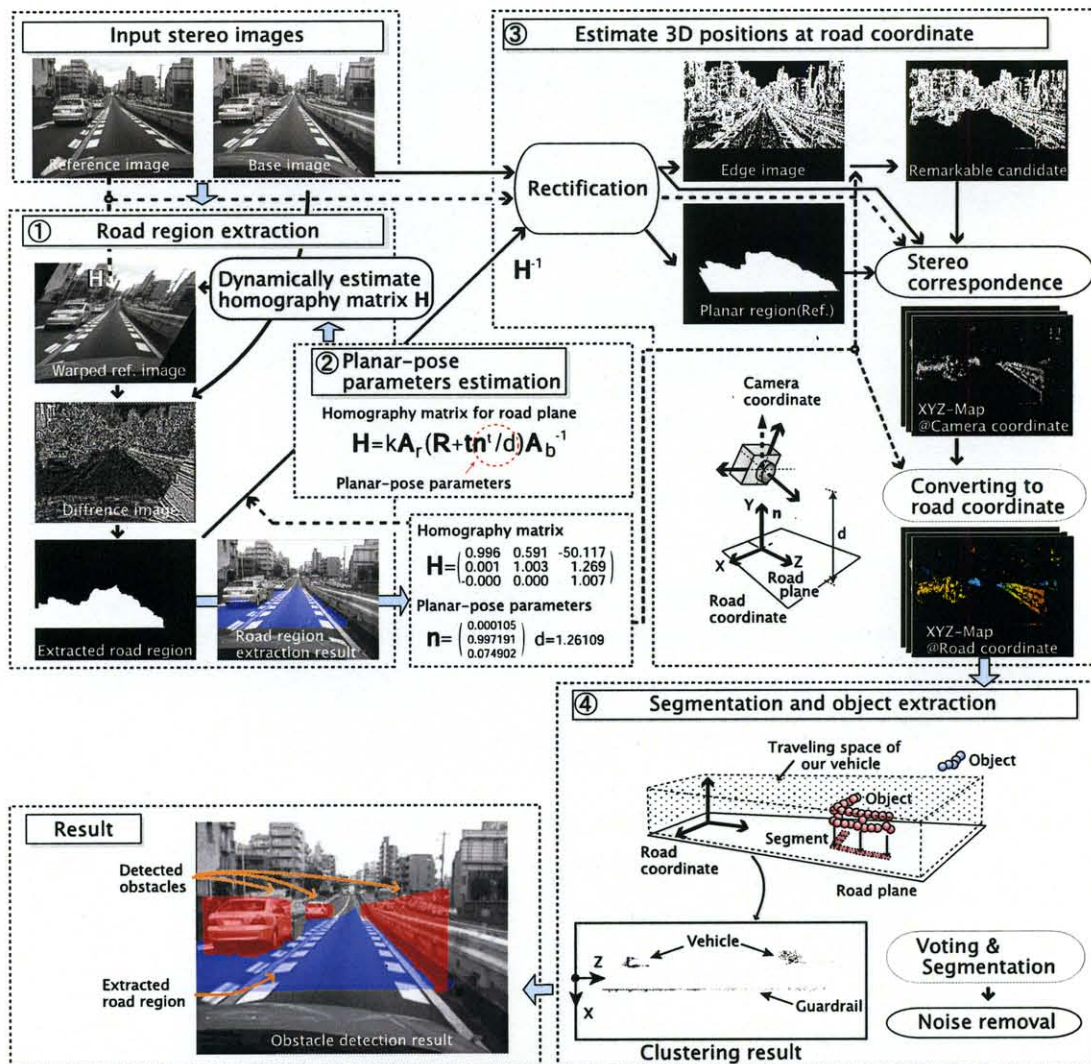 Input stereo images
Reference image
Base image
③ Estimate 3D positions at road coordinate
Rectification
Edge image
Remarkable candidate
H⁻¹
Planar region(Ref.)
Stereo
correspondence
XYZ-Map
@Camera coordinate
Converting to
road coordinate
XYZ-Map
@Road coordinate
Camera
coordinate
Y n
d
X
Z
Road
plane
Road
coordinate
① Road region extraction
H
Warped ref. image
Dynamically estimate
homography matrix H
Diffrence image
Extracted road region
Road region
extraction result
② Planar-pose
parameters estimation
Homography matrix for road plane
H=kAᵣ(R+tnᵗ/d)A_b⁻¹
Planar-pose parameters
Homography matrix
H=
0.996 0.591 -50.117
0.001 1.003 1.269
-0.000 0.000 1.007
Planar-pose parameters
n=
0.000105
0.997191
0.074902
d=1.26109
④ Segmentation and object extraction
Traveling space of
our vehicle
Object
Object
Segment
Road
coordinate
Road plane
Z
X
Vehicle
Guardrail
Clustering result
Voting &
Segmentation
Noise removal
Result
Detected
obstacles
Extracted
road region
Obstacle detection result